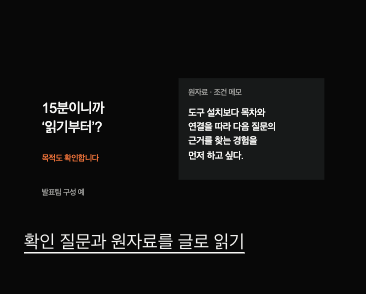 15분이니까
‘읽기부터’?
목적도 확인합니다
발표팀 구성 예
원자료 · 조건 메모
도구 설치보다 목차와
연결을 따라 다음 질문의
근거를 찾는 경험을
먼저 하고 싶다.
확인 질문과 원자료를 글로 읽기